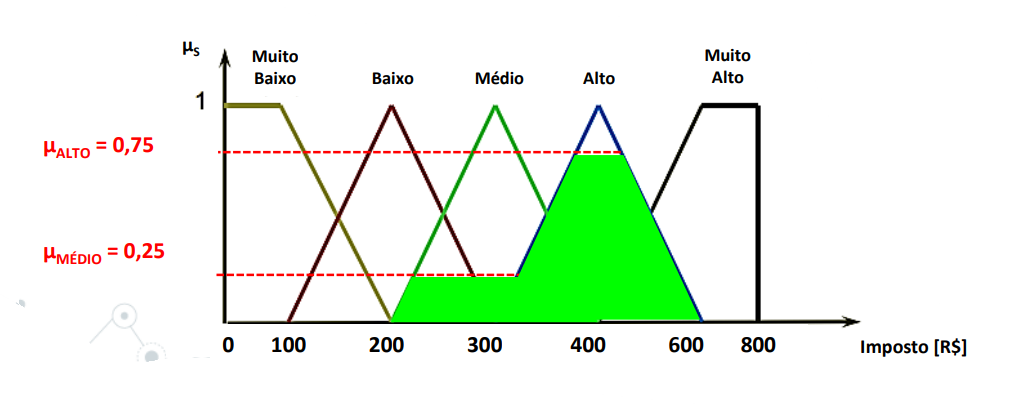 μS
Muito
Baixo
Baixo
Médio
Alto
Muito
Alto
1
μALTO = 0,75
μMÉDIO = 0,25
0 100 200 300 400 600 800 Imposto [R$]